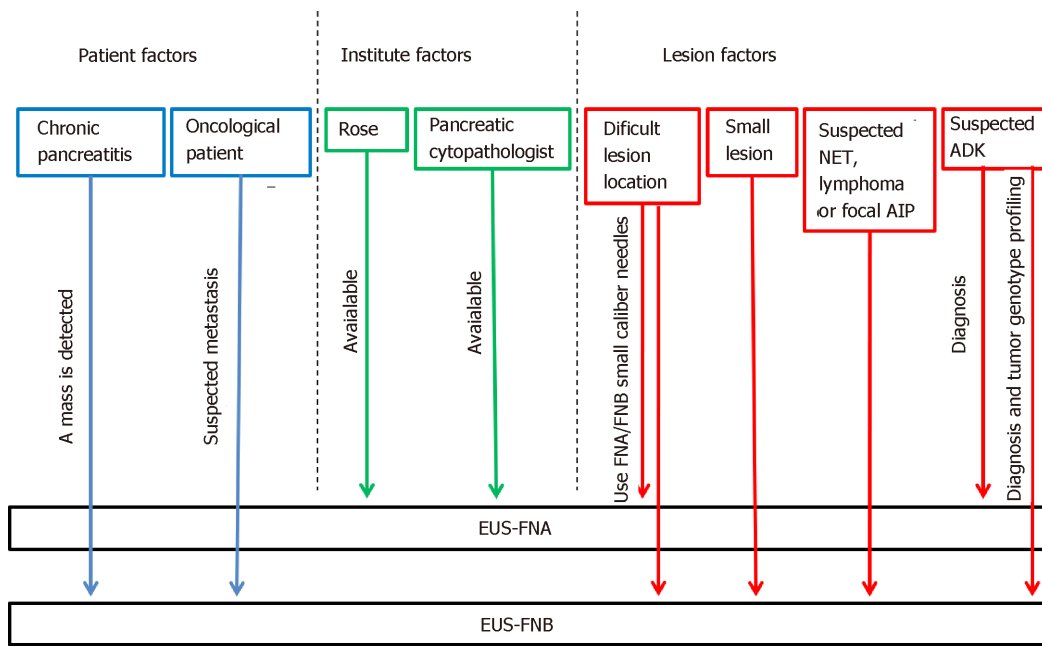 Patient factors
Institute factors
Lesion factors
Chronic
pancreatitis
Oncological
patient
Rose
Pancreatic
cytopathologist
Dificult
lesion
location
Small
lesion
Suspected
NET,
lymphoma
or focal AIP
Suspected
ADK
A mass is detected
Suspected metastasis
Avaialable
Avaialable
Use FNA/FNB small caliber needles
Diagnosis
Diagnosis and tumor genotype profiling
EUS-FNA
EUS-FNB